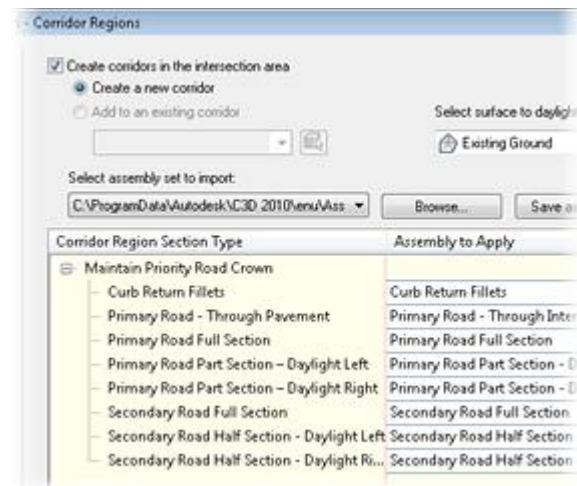 - Corridor Regions
Create corridors in the intersection area
Create a new corridor
Add to an existing corridor
Select surface to daylight
Existing Ground
Select assembly set to import:
C:\ProgramData\Autodesk\C3D 2010\enu\Ass
Browse...
Save
Corridor Region Section Type
Assembly to Apply
Maintain Priority Road Crown
Curb Return Fillets
Curb Return Fillets
Primary Road - Through Pavement
Primary Road - Through Inter
Primary Road Full Section
Primary Road Full Section
Primary Road Part Section – Daylight Left
Primary Road Part Section -
Primary Road Part Section – Daylight Right
Primary Road Part Section -
Secondary Road Full Section
Secondary Road Full Section
Secondary Road Half Section - Daylight Left
Secondary Road Half Section
Secondary Road Half Section - Daylight Ri...
Secondary Road Half Section